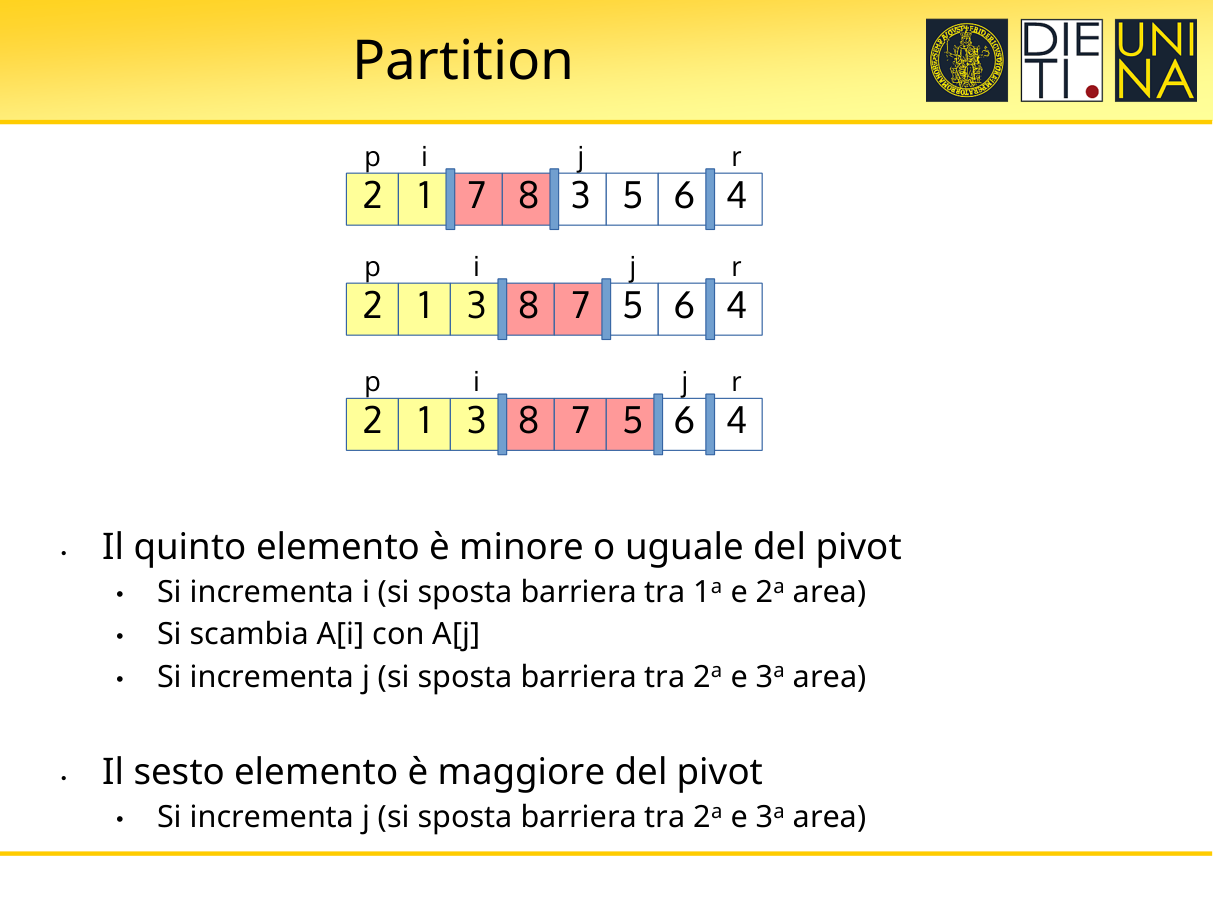 Partition
DIE
TI
UNI
NA
p i j r
2 1 7 8 3 5 6 4
p i j r
2 1 3 8 7 5 6 4
p i j r
2 1 3 8 7 5 6 4
• Il quinto elemento è minore o uguale del pivot
• Si incrementa i (si sposta barriera tra 1ª e 2ª area)
• Si scambia A[i] con A[j]
• Si incrementa j (si sposta barriera tra 2ª e 3ª area)
• Il sesto elemento è maggiore del pivot
• Si incrementa j (si sposta barriera tra 2ª e 3ª area)